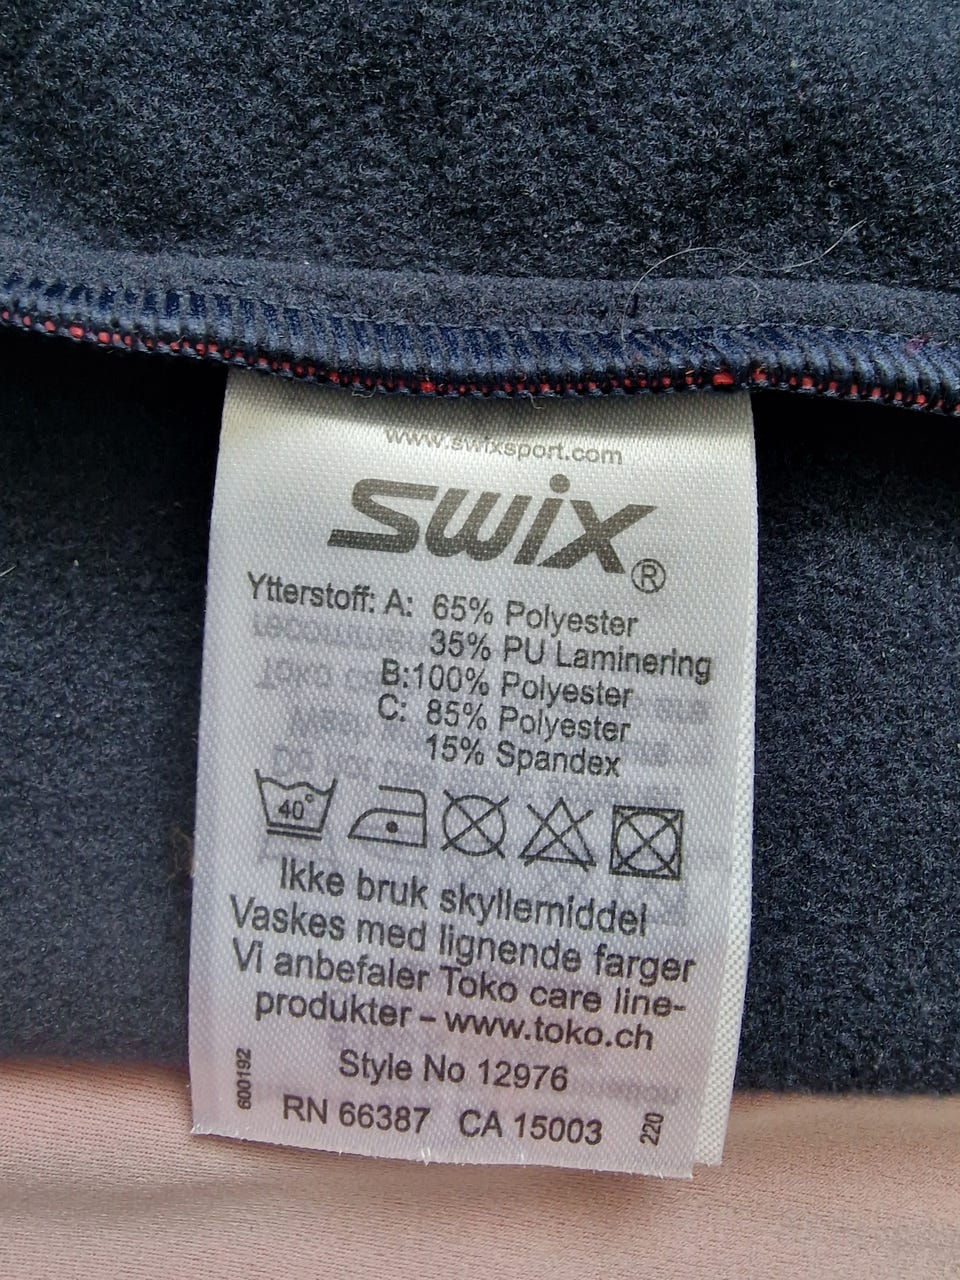 www.swixsport.com
SWiX®
Ytterstoff: A: 65% Polyester
35% PU Laminering
B:100% Polyester
C: 85% Polyester
15% Spandex
40°
Ikke bruk skyllemiddel
Vaskes med lignende farger
Vi anbefaler Toko care line-
produkter – www.toko.ch
Style No 12976
RN 66387 CA 15003
600192
220